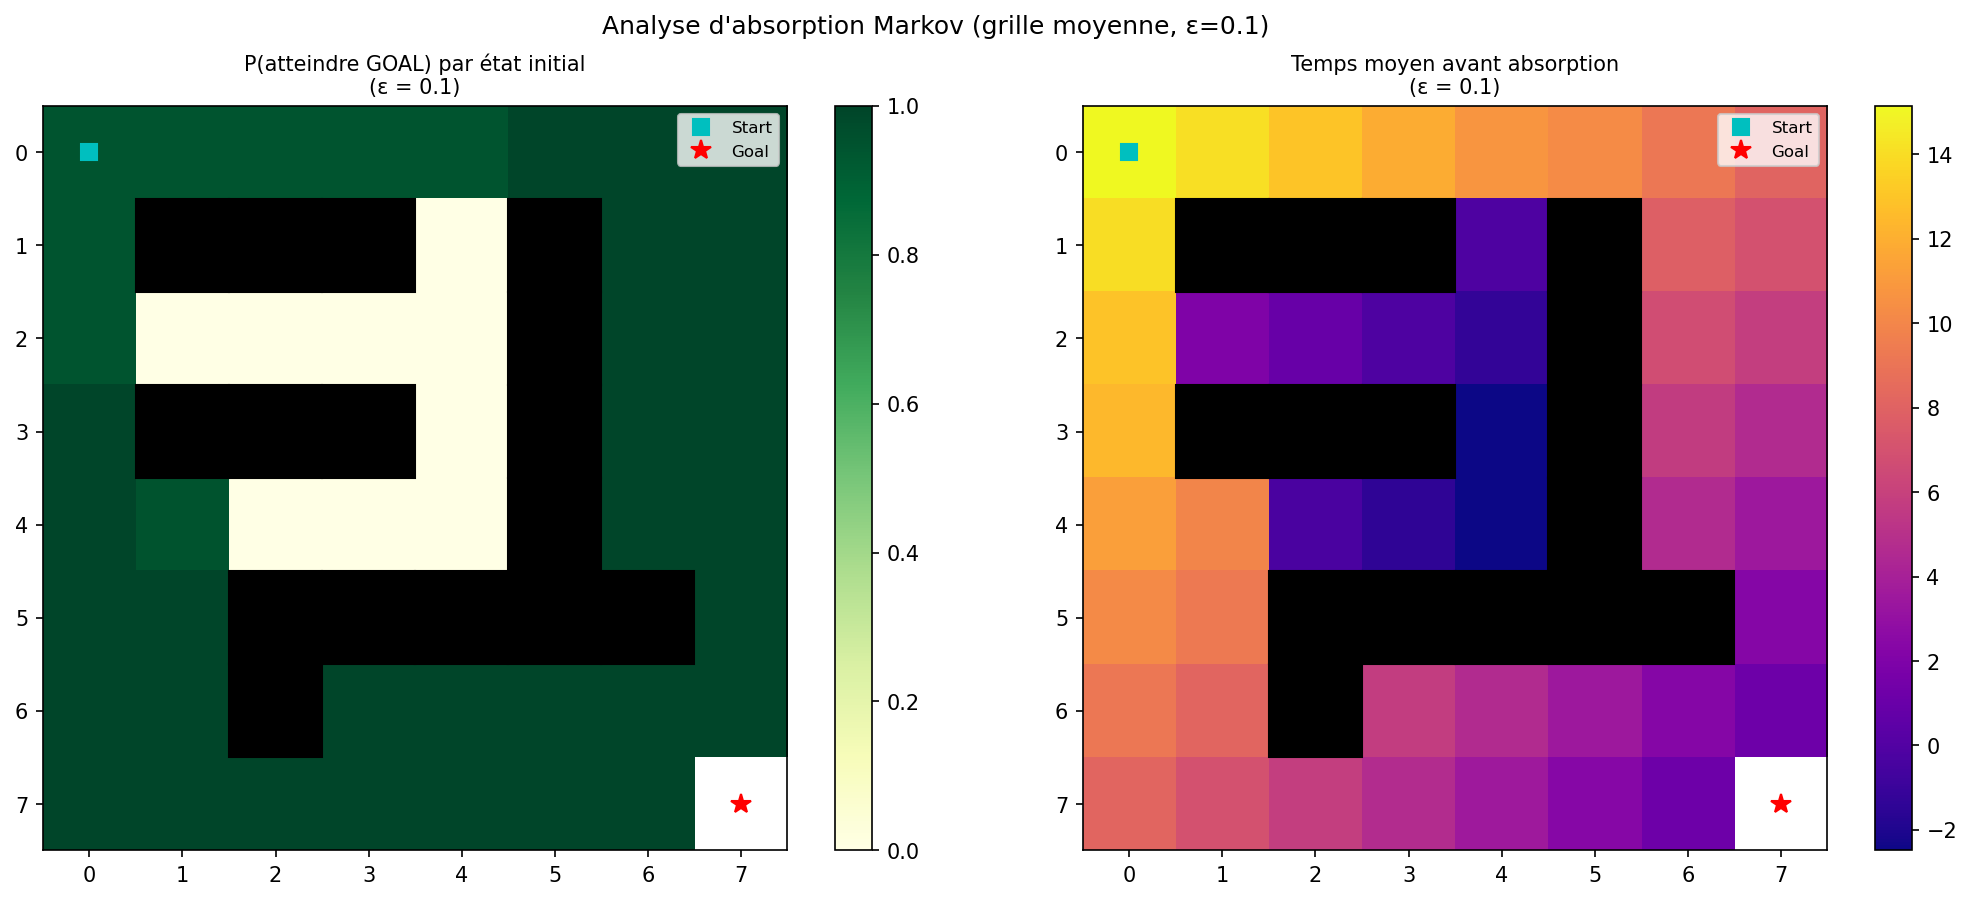 Analyse d'absorption Markov (grille moyenne, ε=0.1)
P(atteindre GOAL) par état initial
(ε = 0.1)
Start
Goal
0
1
2
3
4
5
6
7
0 1 2 3 4 5 6 7
1.0
0.8
0.6
0.4
0.2
0.0
Temps moyen avant absorption
(ε = 0.1)
Start
Goal
0
1
2
3
4
5
6
7
0 1 2 3 4 5 6 7
14
12
10
8
6
4
2
0
−2